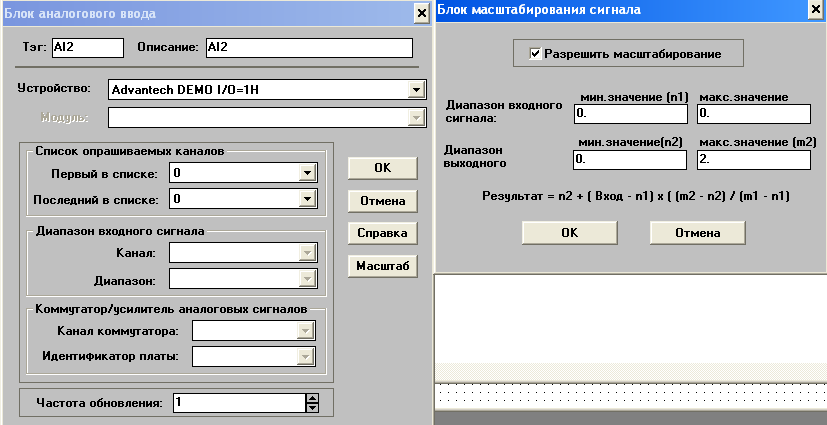 Блок аналогового ввода
Тэг: AI2 Описание: AI2
Устройство: Advantech DEMO I/O=1H
Модуль:
Список опрашиваемых каналов
Первый в списке: 0
Последний в списке: 0
Диапазон входного сигнала
Канал:
Диапазон:
Коммутатор/усилитель аналоговых сигналов
Канал коммутатора:
Идентификатор платы:
Частота обновления: 1
OK
Отмена
Справка
Масштаб
Блок масштабирования сигнала
Разрешить масштабирование
мин.значение (n1) макс.значение
Диапазон входного
сигнала: 0. 0.
мин.значение(n2) макс.значение (m2)
Диапазон
выходного 0. 2.
Результат = n2 + ( Вход - n1) x ( (m2 - n2) / (m1 - n1)
OK Отмена